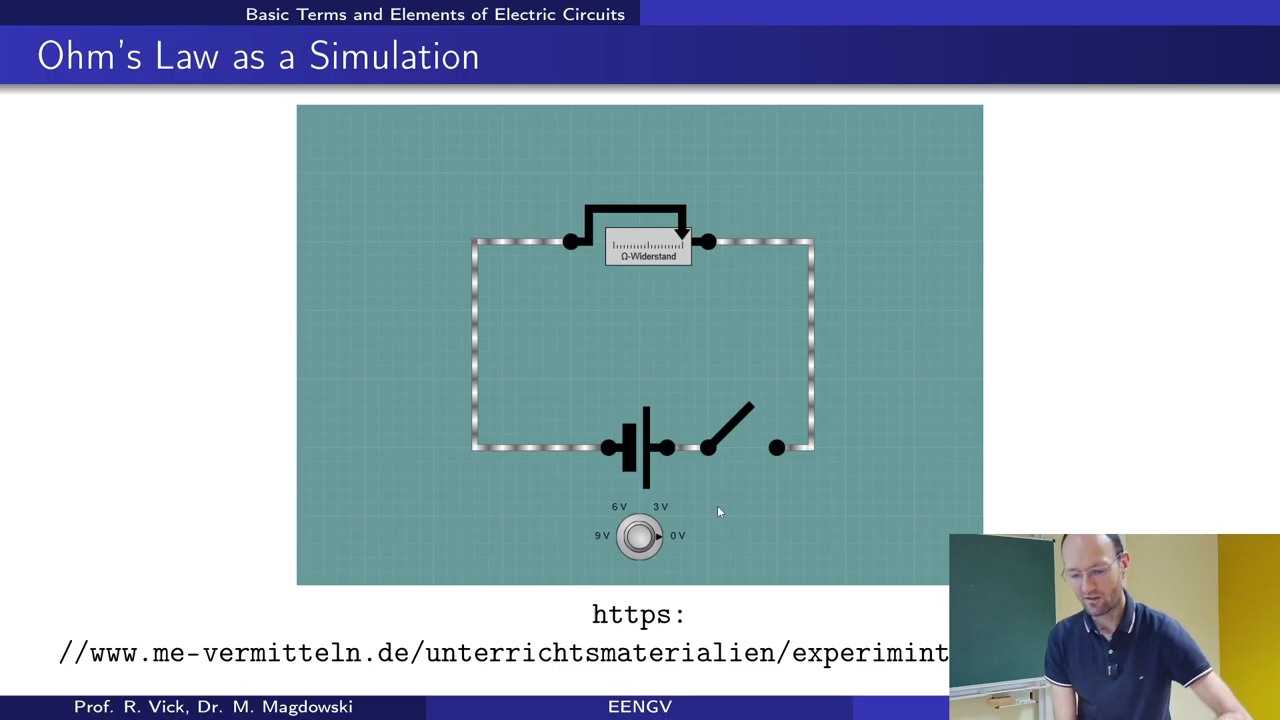 Basic Terms and Elements of Electric Circuits
Ohm's Law as a Simulation
Ω-Widerstand
6 V 3 V
9 V 0 V
https:
//www.me-vermitteln.de/unterrichtsmaterialien/experimint
Prof. R. Vick, Dr. M. Magdowski EENGV